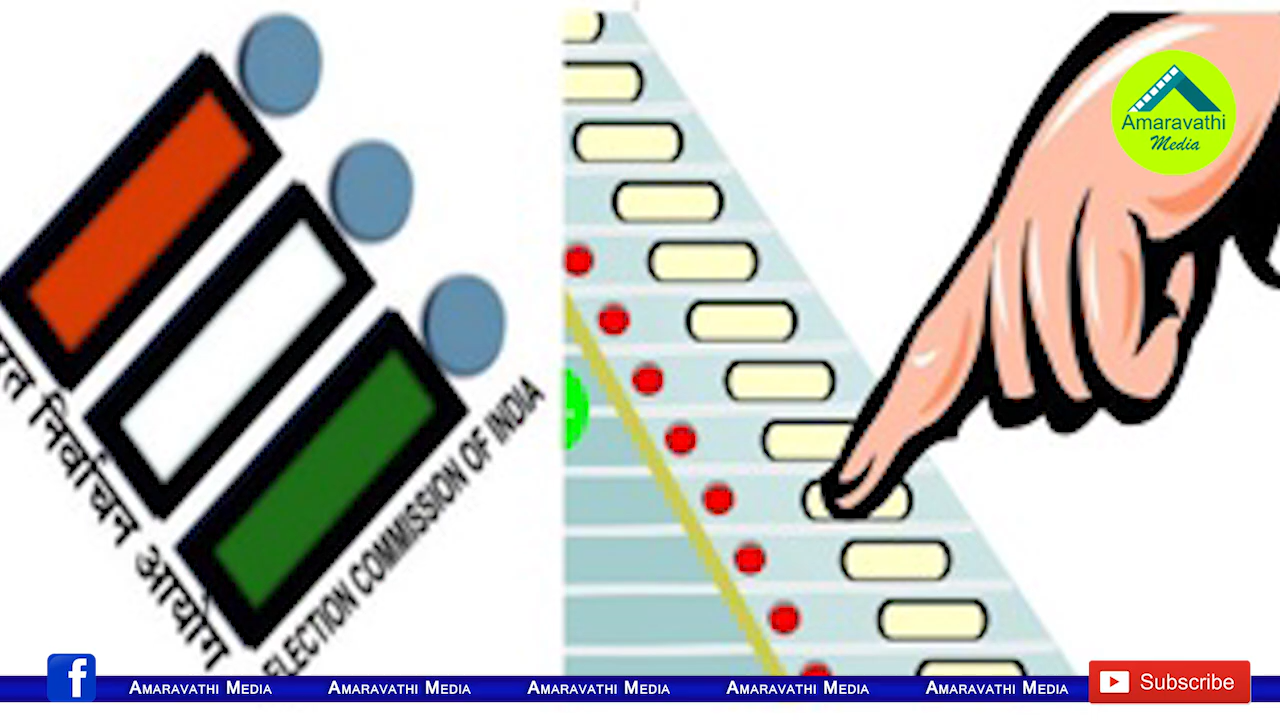 भारत निर्वाचन आयोग
ELECTION COMMISSION OF INDIA
Amaravathi
Media
AMARAVATHI MEDIA AMARAVATHI MEDIA AMARAVATHI MEDIA AMARAVATHI MEDIA AMARAVATHI MEDIA
Subscribe